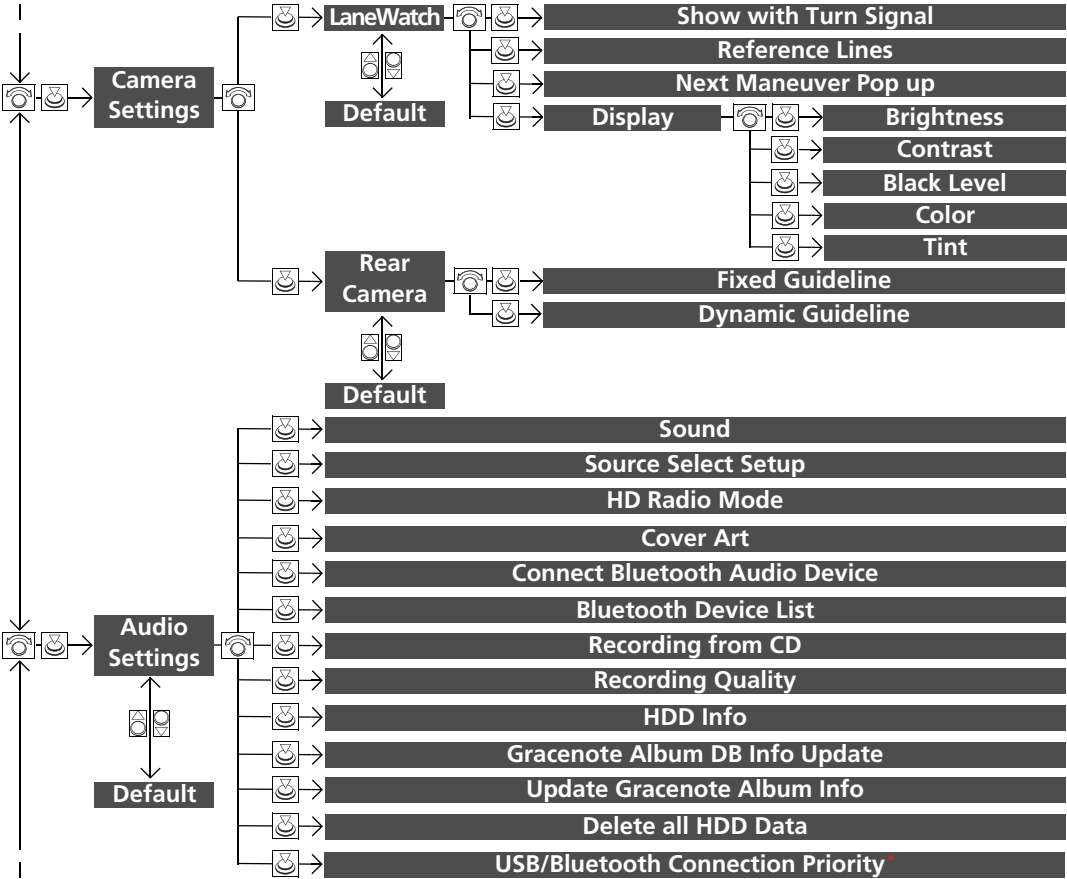 LaneWatch
Show with Turn Signal
Reference Lines
Next Maneuver Pop up
Camera
Settings
Default
Display
Brightness
Contrast
Black Level
Color
Tint
Rear
Camera
Fixed Guideline
Dynamic Guideline
Default
Sound
Source Select Setup
HD Radio Mode
Cover Art
Connect Bluetooth Audio Device
Bluetooth Device List
Audio
Settings
Recording from CD
Recording Quality
HDD Info
Gracenote Album DB Info Update
Update Gracenote Album Info
Default
Delete all HDD Data
USB/Bluetooth Connection Priority*